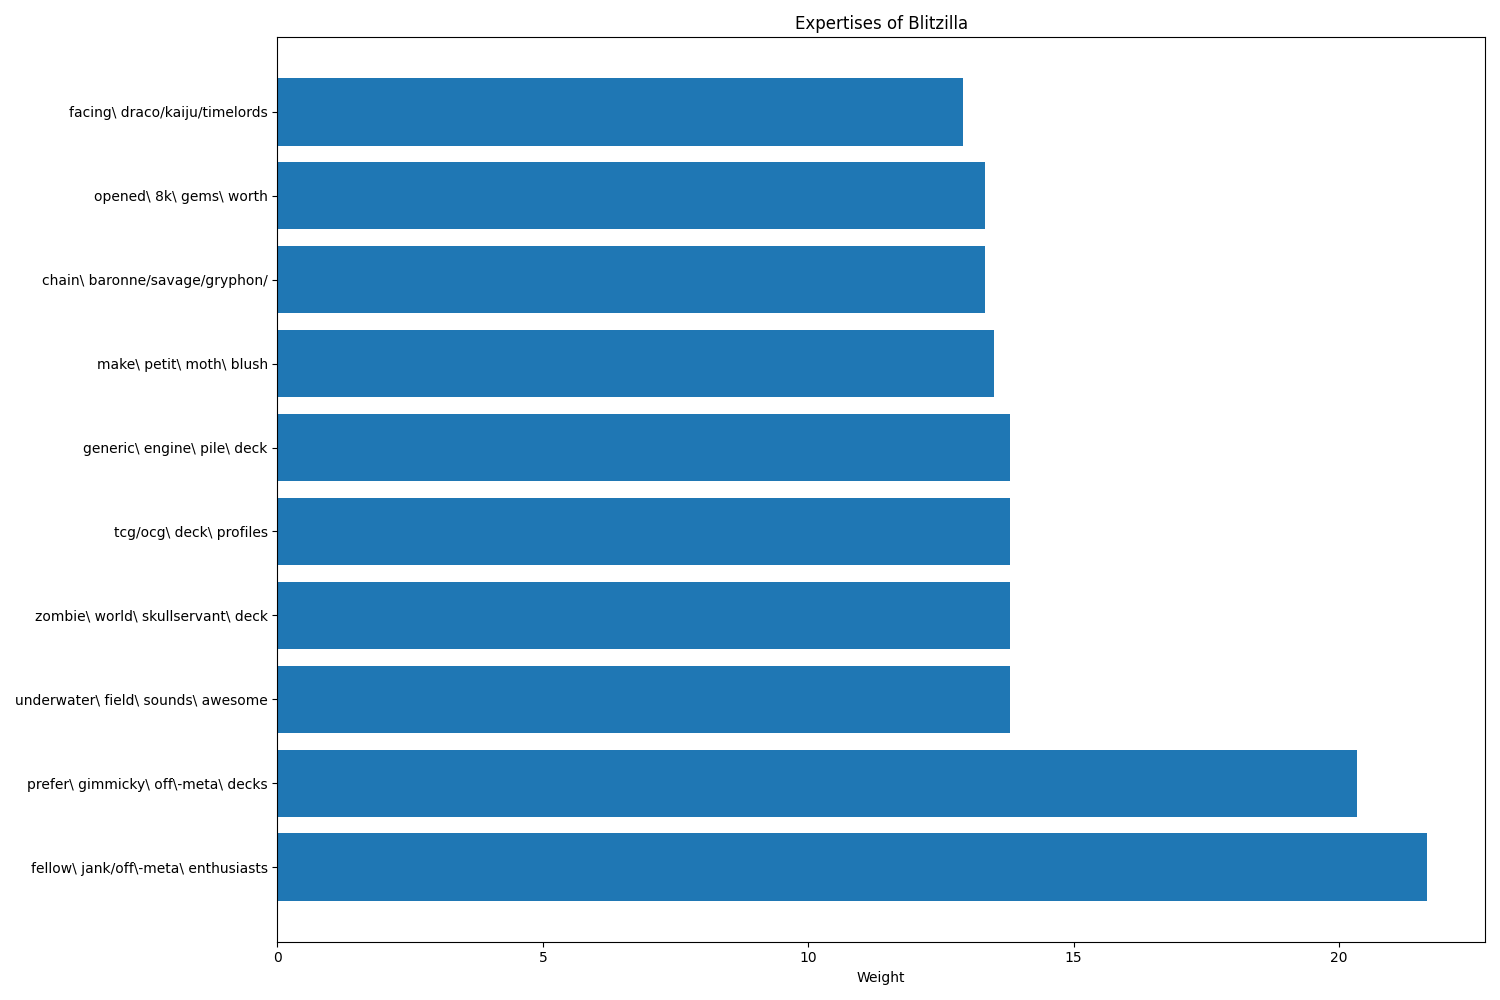 Expertises of Blitzilla
facing\ draco/kaiju/timelords
opened\ 8k\ gems\ worth
chain\ baronne/savage/gryphon/
make\ petit\ moth\ blush
generic\ engine\ pile\ deck
tcg/ocg\ deck\ profiles
zombie\ world\ skullservant\ deck
underwater\ field\ sounds\ awesome
prefer\ gimmicky\ off\-meta\ decks
fellow\ jank/off\-meta\ enthusiasts
0 5 10 15 20
Weight